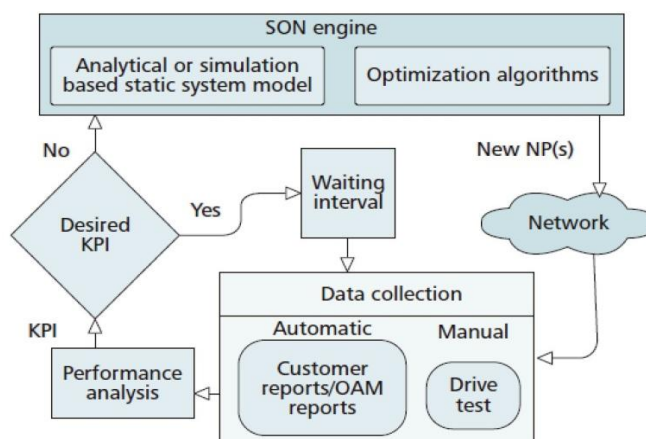 SON engine
Analytical or simulation
based static system model
Optimization algorithms
No
New NP(s)
Desired
KPI
Yes
Waiting
interval
Network
Data collection
KPI
Automatic
Manual
Performance
analysis
Customer
reports/OAM
reports
Drive
test